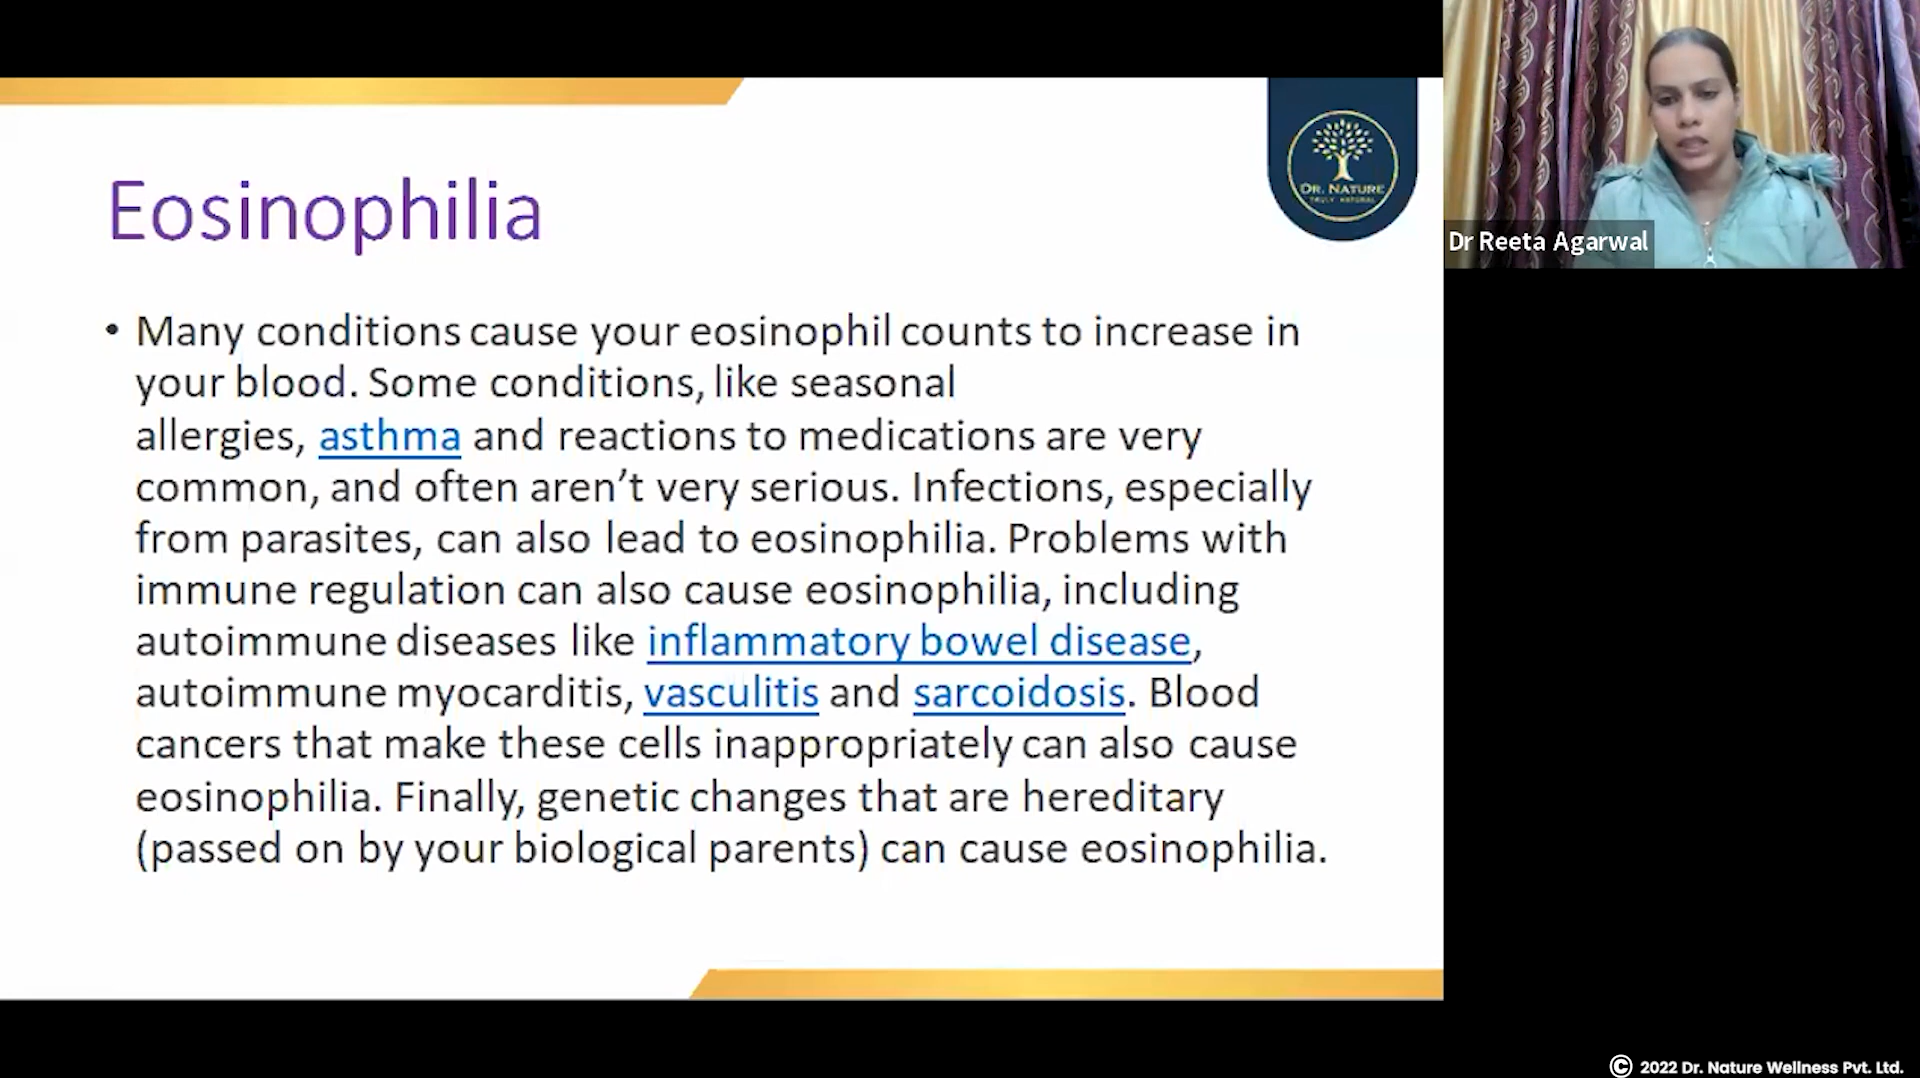 Eosinophilia
DR. NATURE
TRULY NATURAL
Dr Reeta Agarwal
• Many conditions cause your eosinophil counts to increase in
your blood. Some conditions, like seasonal
allergies, asthma and reactions to medications are very
common, and often aren’t very serious. Infections, especially
from parasites, can also lead to eosinophilia. Problems with
immune regulation can also cause eosinophilia, including
autoimmune diseases like inflammatory bowel disease,
autoimmune myocarditis, vasculitis and sarcoidosis. Blood
cancers that make these cells inappropriately can also cause
eosinophilia. Finally, genetic changes that are hereditary
(passed on by your biological parents) can cause eosinophilia.
© 2022 Dr. Nature Wellness Pvt. Ltd.